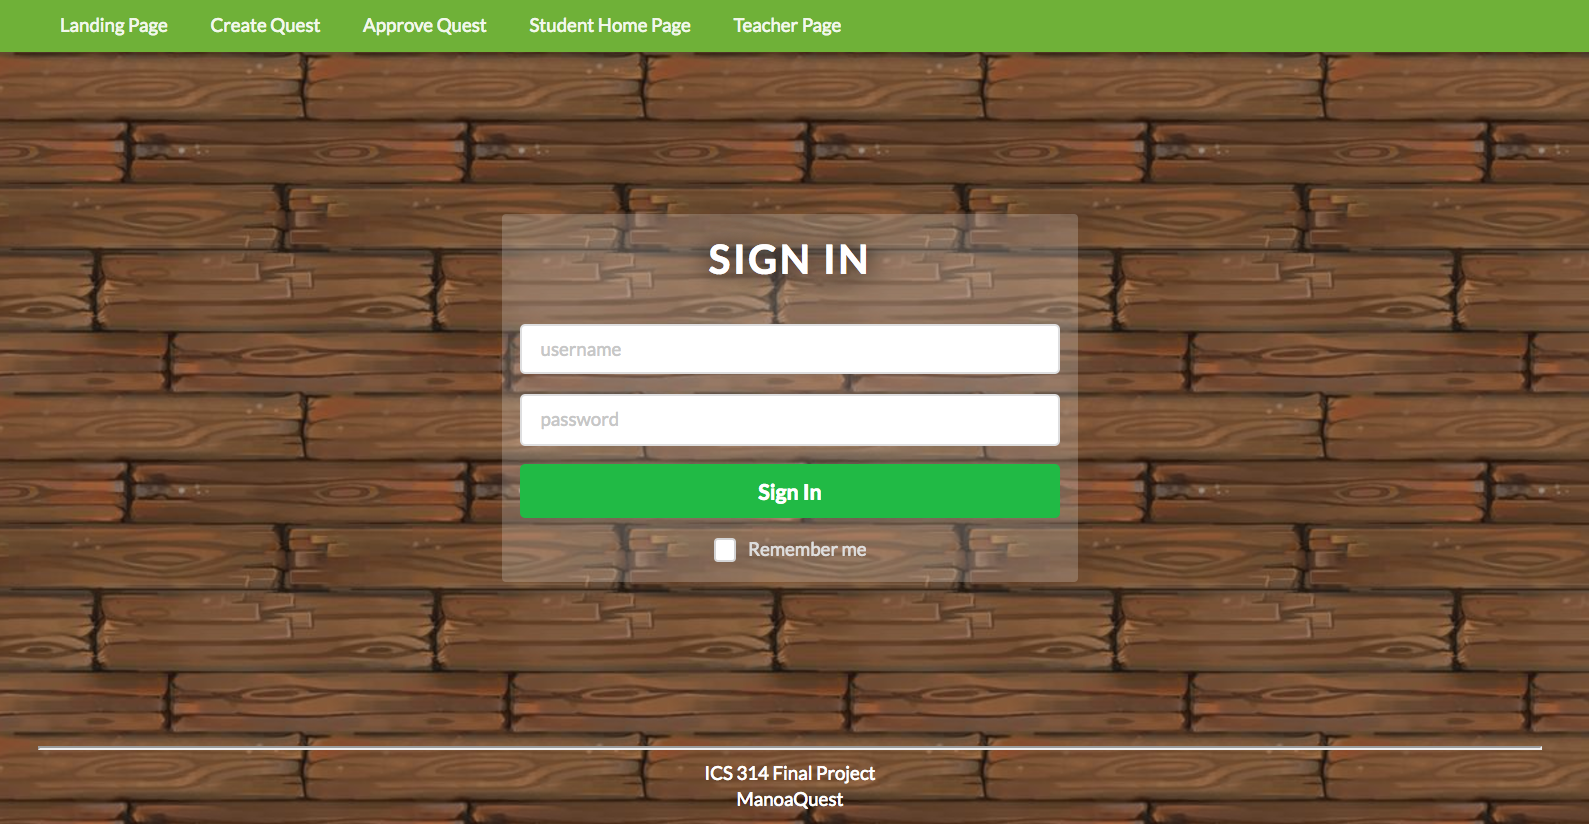 Landing Page Create Quest Approve Quest Student Home Page Teacher Page
SIGN IN
username
password
Sign In
Remember me
ICS 314 Final Project
ManoaQuest